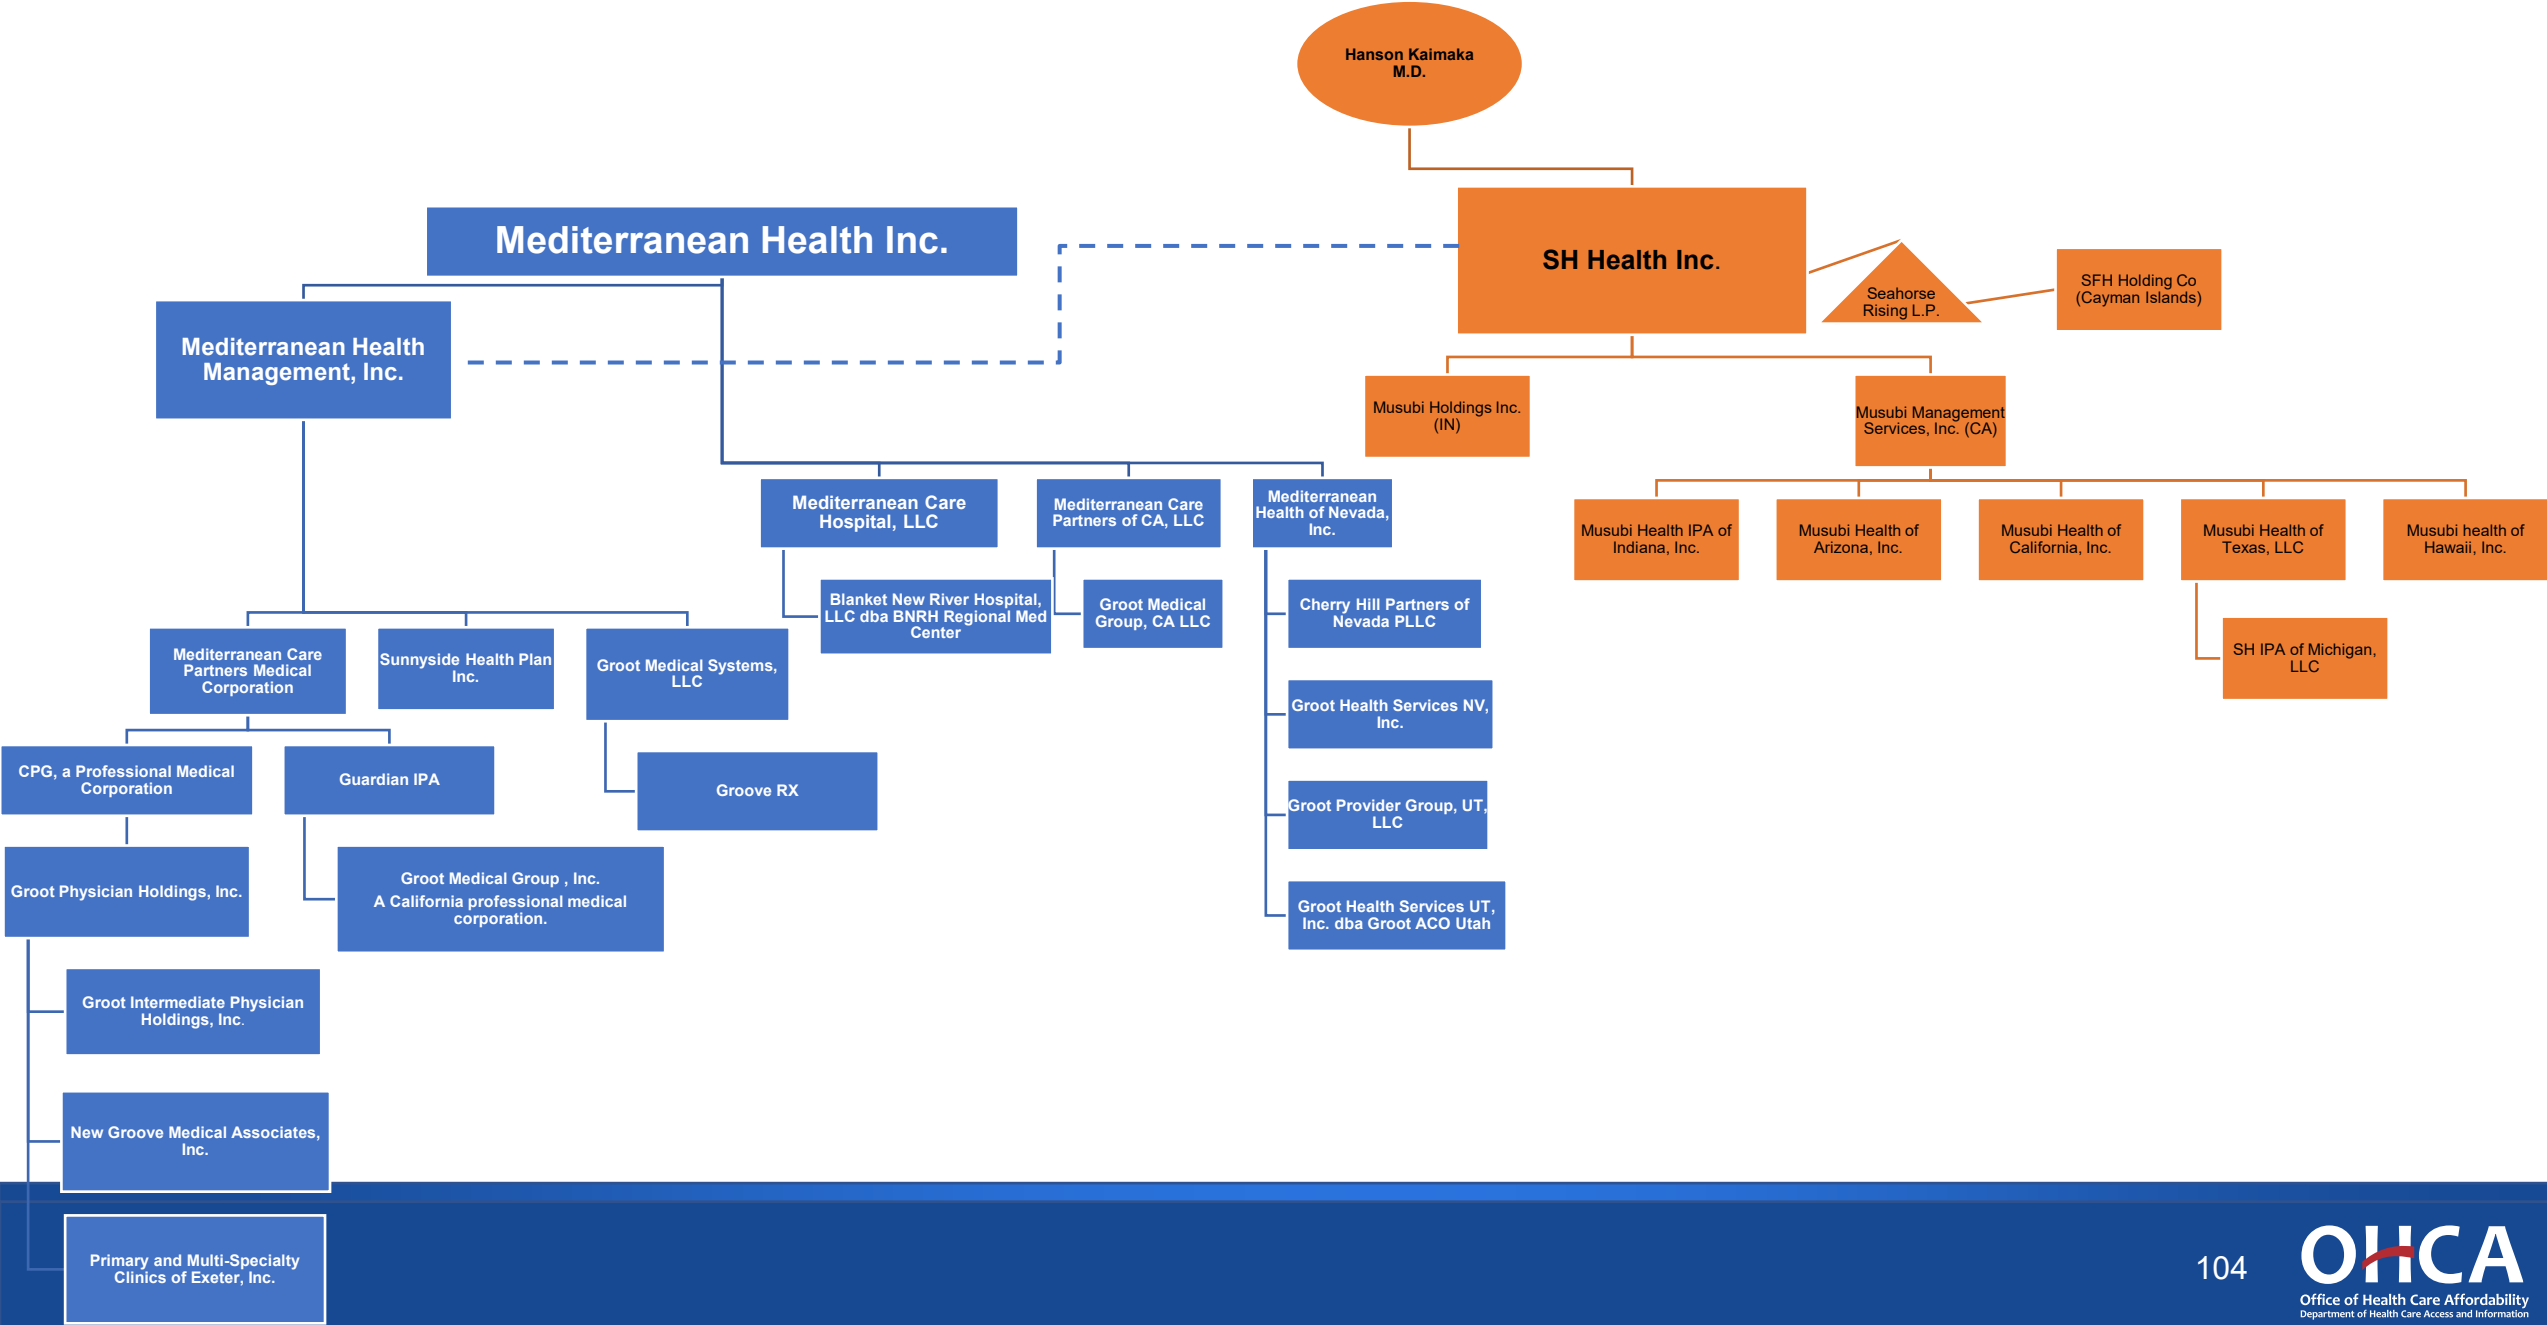 Hanson Kaimaka
M.D.
Mediterranean Health Inc.
SH Health Inc.
Seahorse
Rising L.P.
SFH Holding Co
(Cayman Islands)
Mediterranean Health
Management, Inc.
Musubi Holdings Inc.
(IN)
Musubi Management
Services, Inc. (CA)
Mediterranean Care
Hospital, LLC
Mediterranean Care
Partners of CA, LLC
Mediterranean
Health of Nevada,
Inc.
Musubi Health IPA of
Indiana, Inc.
Musubi Health of
Arizona, Inc.
Musubi Health of
California, Inc.
Musubi Health of
Texas, LLC
Musubi health of
Hawaii, Inc.
Blanket New River Hospital,
LLC dba BNRH Regional Med
Center
Groot Medical
Group, CA LLC
Cherry Hill Partners of
Nevada PLLC
SH IPA of Michigan,
LLC
Mediterranean Care
Partners Medical
Corporation
Sunnyside Health Plan
Inc.
Groot Medical Systems,
LLC
Groot Health Services NV,
Inc.
CPG, a Professional Medical
Corporation
Guardian IPA
Groove RX
Groot Provider Group, UT,
LLC
Groot Physician Holdings, Inc.
Groot Medical Group , Inc.
A California professional medical
corporation.
Groot Health Services UT,
Inc. dba Groot ACO Utah
Groot Intermediate Physician
Holdings, Inc.
New Groove Medical Associates,
Inc.
Primary and Multi-Specialty
Clinics of Exeter, Inc.
104
OHCA
Office of Health Care Affordability
Department of Health Care Access and Information